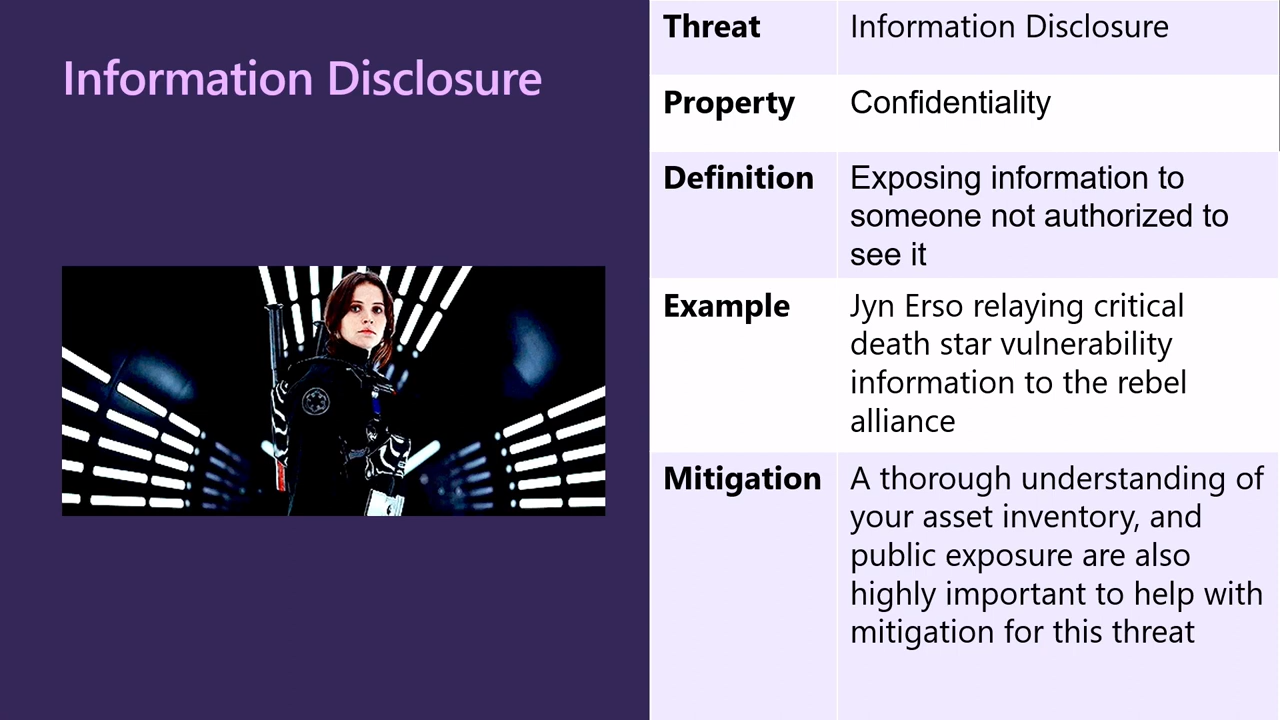 Information Disclosure
Threat
Information Disclosure
Property
Confidentiality
Definition
Exposing information to
someone not authorized to
see it
Example
Jyn Erso relaying critical
death star vulnerability
information to the rebel
alliance
Mitigation
A thorough understanding of
your asset inventory, and
public exposure are also
highly important to help with
mitigation for this threat